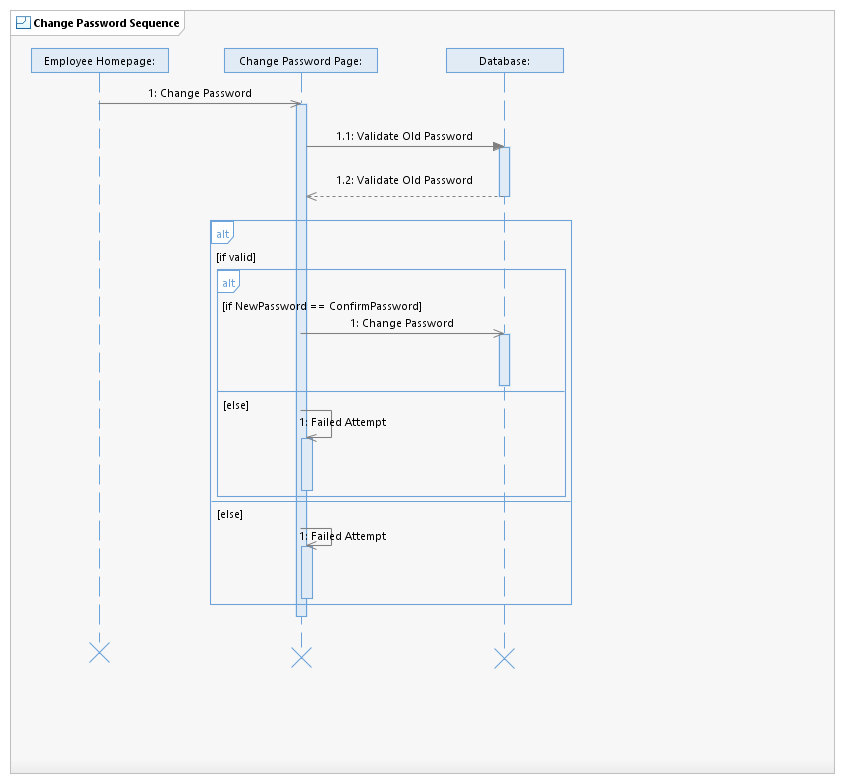 Change Password Sequence
Employee Homepage:
Change Password Page:
Database:
1: Change Password
1.1: Validate Old Password
1.2: Validate Old Password
alt
[if valid]
alt
[if NewPassword == ConfirmPassword]
1: Change Password
[else]
1: Failed Attempt
[else]
1: Failed Attempt